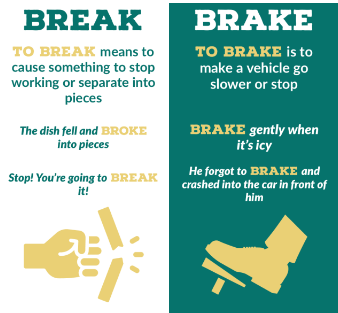 BREAK
TO BREAK means to
cause something to stop
working or separate into
pieces
The dish fell and BROKE
into pieces
Stop! You're going to BREAK
it!
BRAKE
TO BRAKE is to
make a vehicle go
slower or stop
BRAKE gently when
it's icy
He forgot to BRAKE and
crashed into the car in front of
him